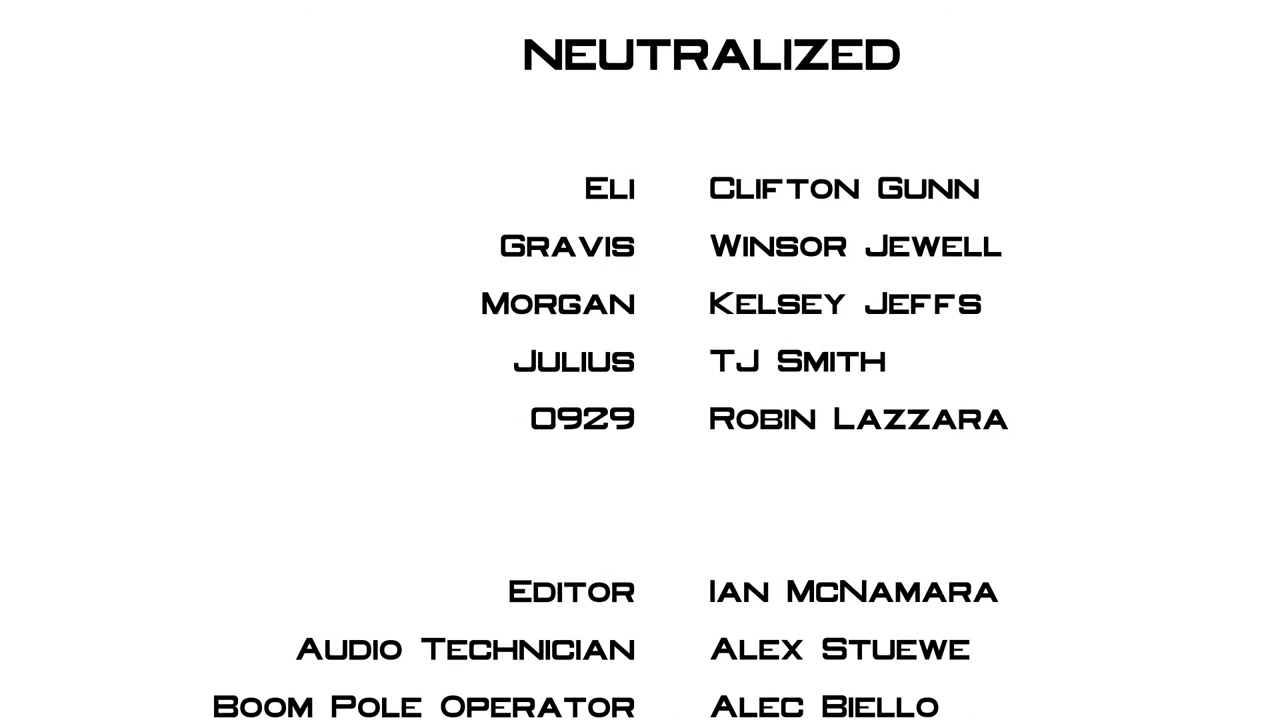 NEUTRALIZED
Eli Clifton Gunn
Gravis Winsor Jewell
Morgan Kelsey Jeffs
Julius TJ Smith
0929 Robin Lazzara
Editor Ian McNamara
Audio Technician Alex Stuewe
Boom Pole Operator Alec Biello